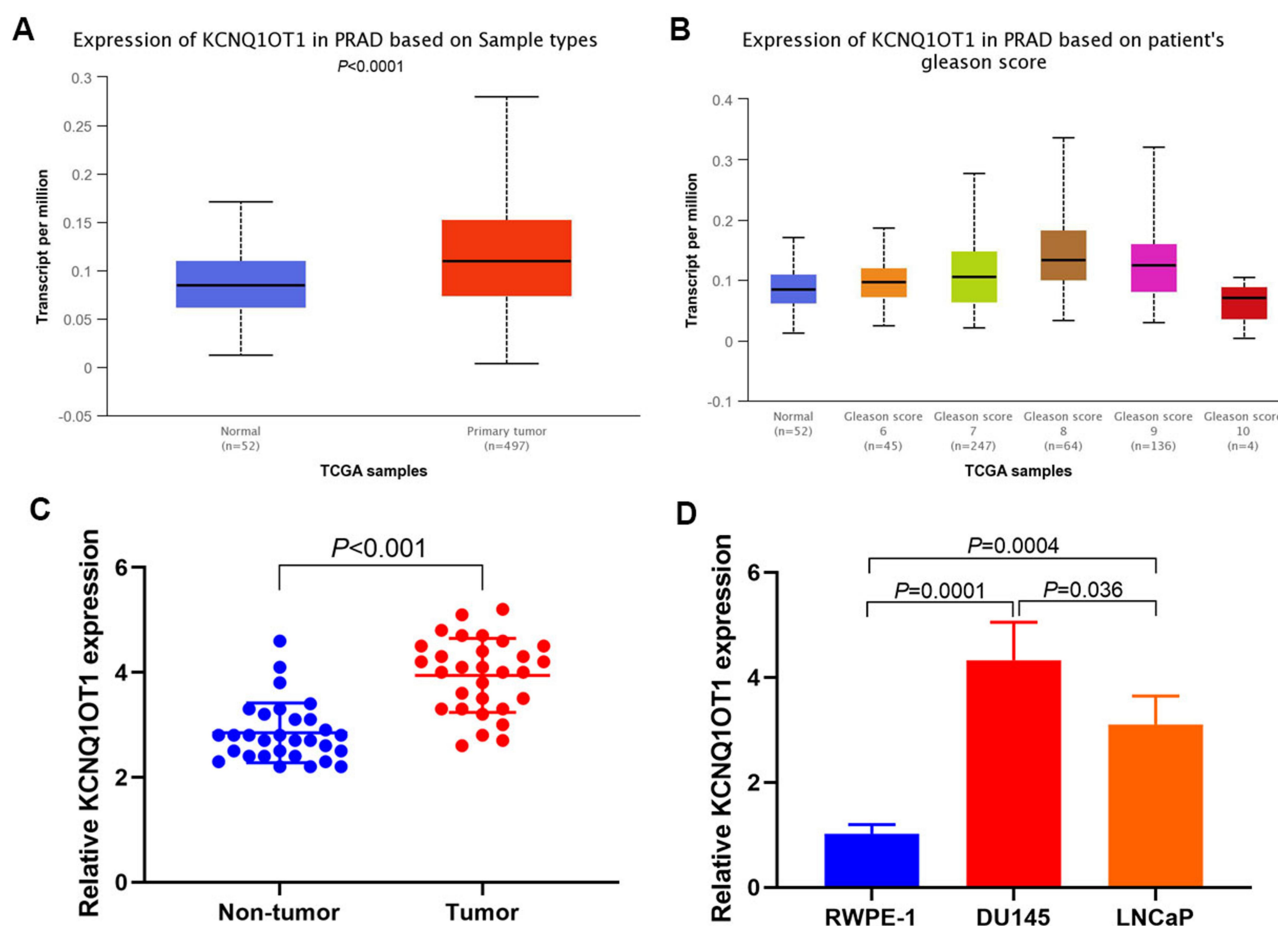 A
Expression of KCNQ1OT1 in PRAD based on Sample types
P<0.0001
Transcript per million
0.3
0.25
0.2
0.15
0.1
0.05
0
-0.05
Normal
(n=52)
Primary tumor
(n=497)
TCGA samples
B
Expression of KCNQ1OT1 in PRAD based on patient's
gleason score
Transcript per million
0.4
0.3
0.2
0.1
0
-0.1
Normal
(n=52)
Gleason score
6
(n=45)
Gleason score
7
(n=247)
Gleason score
8
(n=64)
Gleason score
9
(n=136)
Gleason score
10
(n=4)
TCGA samples
C
Relative KCNQ1OT1 expression
P<0.001
6
4
2
0
Non-tumor
Tumor
D
Relative KCNQ1OT1 expression
P=0.0004
P=0.0001
P=0.036
6
4
2
0
RWPE-1
DU145
LNCaP